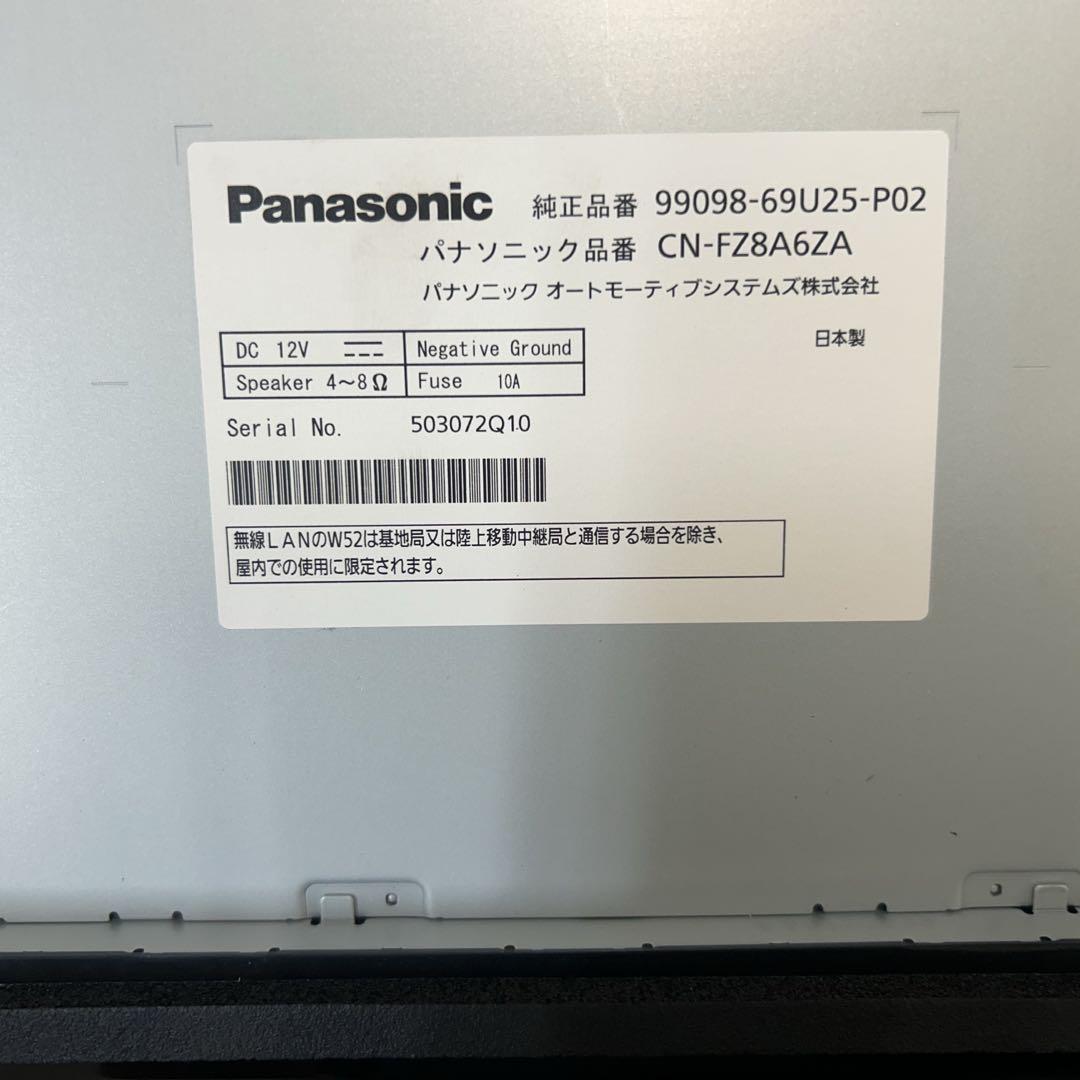 Panasonic 純正品番 99098-69U25-P02
パナソニック品番 CN-FZ8A6ZA
パナソニック オートモーティブシステムズ株式会社
日本製
DC 12V Negative Ground
Speaker 4～8Ω Fuse 10A
Serial No. 503072Q10
無線LANのW52は基地局又は陸上移動中継局と通信する場合を除き、
屋内での使用に限定されます。